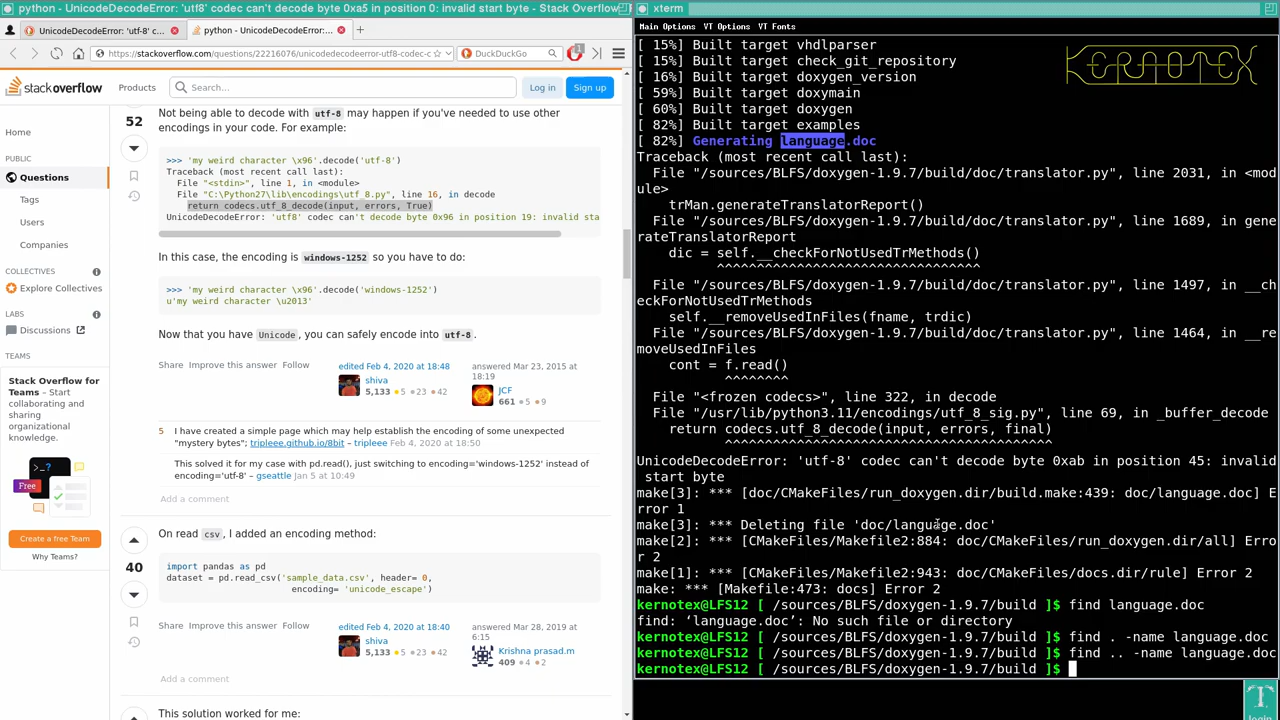 python - UnicodeDecodeError: 'utf8' codec can't decode byte 0xa5 in position 0: invalid start byte - Stack Overflow
UnicodeDecodeError: 'utf-8' c...
python - UnicodeDecodeError:...
https://stackoverflow.com/questions/22216076/unicodedecodeerror-utf8-codec-c
DuckDuckGo
1
stack overflow
Products
Search...
Log in
Sign up
Home
PUBLIC
Questions
Tags
Users
Companies
COLLECTIVES
Explore Collectives
LABS
Discussions
TEAMS
Stack Overflow for
Teams – Start
collaborating and
sharing
organizational
knowledge.
>_?
Free
Create a free Team
Why Teams?
52
Not being able to decode with utf-8 may happen if you've needed to use other
encodings in your code. For example:
>>> 'my weird character \x96'.decode('utf-8')
Traceback (most recent call last):
File "<stdin>", line 1, in <module>
File "C:\Python27\lib\encodings\utf_8.py", line 16, in decode
return codecs.utf_8_decode(input, errors, True)
UnicodeDecodeError: 'utf8' codec can't decode byte 0x96 in position 19: invalid sta
In this case, the encoding is windows-1252 so you have to do:
>>> 'my weird character \x96'.decode('windows-1252')
u'my weird character \u2013'
Now that you have Unicode, you can safely encode into utf-8.
Share Improve this answer Follow
edited Feb 4, 2020 at 18:48
shiva
5,133 5 23 42
answered Mar 23, 2015 at
18:19
JCF
661 5 9
5 I have created a simple page which may help establish the encoding of some unexpected
"mystery bytes"; tripleee.github.io/8bit – tripleee Feb 4, 2020 at 18:50
This solved it for my case with pd.read(), just switching to encoding='windows-1252' instead of
encoding='utf-8' – gseattle Jan 5 at 10:49
Add a comment
40
On read csv, I added an encoding method:
import pandas as pd
dataset = pd.read_csv('sample_data.csv', header= 0,
encoding= 'unicode_escape')
Share Improve this answer Follow
edited Feb 4, 2020 at 18:40
shiva
5,133 5 23 42
answered Mar 28, 2019 at
6:15
Krishna prasad.m
409 4 2
Add a comment
This solution worked for me:
xterm
Main Options VT Options VT Fonts
KERNOTEX
[ 15%] Built target vhdlparser
[ 15%] Built target check_git_repository
[ 16%] Built target doxygen_version
[ 59%] Built target doxymain
[ 60%] Built target doxygen
[ 82%] Built target examples
[ 82%] Generating language.doc
Traceback (most recent call last):
File "/sources/BLFS/doxygen-1.9.7/doc/translator.py", line 2031, in <mod
ule>
trMan.generateTranslatorReport()
File "/sources/BLFS/doxygen-1.9.7/doc/translator.py", line 1689, in gene
rateTranslatorReport
dic = self.__checkForNotUsedTrMethods()
^^^^^^^^^^^^^^^^^^^^^^^^^^^^^^^^^
File "/sources/BLFS/doxygen-1.9.7/doc/translator.py", line 1497, in __ch
eckForNotUsedTrMethods
self.__removeUsedInFiles(fname, trdic)
File "/sources/BLFS/doxygen-1.9.7/doc/translator.py", line 1464, in __re
moveUsedInFiles
cont = f.read()
^^^^^^^^
File "<frozen codecs>", line 322, in decode
File "/usr/lib/python3.11/encodings/utf_8_sig.py", line 69, in _buffer_decode
return codecs.utf_8_decode(input, errors, final)
^^^^^^^^^^^^^^^^^^^^^^^^^^^^^^^^^^^^^^^^^
UnicodeDecodeError: 'utf-8' codec can't decode byte 0xab in position 45: invalid
start byte
make[3]: *** [doc/CMakeFiles/run_doxygen.dir/build.make:439: doc/language.doc] E
rror 1
make[3]: *** Deleting file 'doc/language.doc'
make[2]: *** [CMakeFiles/Makefile2:884: doc/CMakeFiles/run_doxygen.dir/all] Erro
r 2
make[1]: *** [CMakeFiles/Makefile2:943: doc/CMakeFiles/docs.dir/rule] Error 2
make: *** [Makefile:473: docs] Error 2
kernotex@LFS12 [ /sources/BLFS/doxygen-1.9.7/build ]$ find language.doc
find: ‘language.doc’: No such file or directory
kernotex@LFS12 [ /sources/BLFS/doxygen-1.9.7/build ]$ find . -name language.doc
kernotex@LFS12 [ /sources/BLFS/doxygen-1.9.7/build ]$ find .. -name language.doc
kernotex@LFS12 [ /sources/BLFS/doxygen-1.9.7/build ]$
login